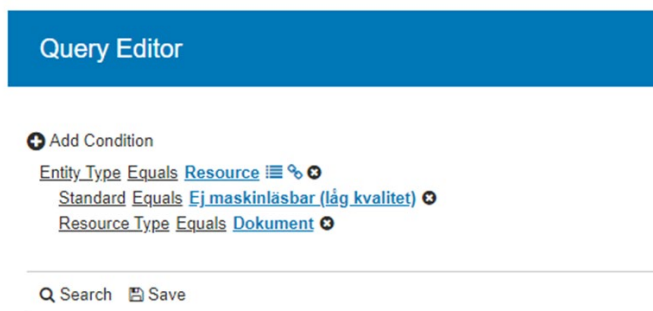 Query Editor
Add Condition
Entity Type Equals Resource
Standard Equals Ej maskinläsbar (låg kvalitet)
Resource Type Equals Dokument
Search Save